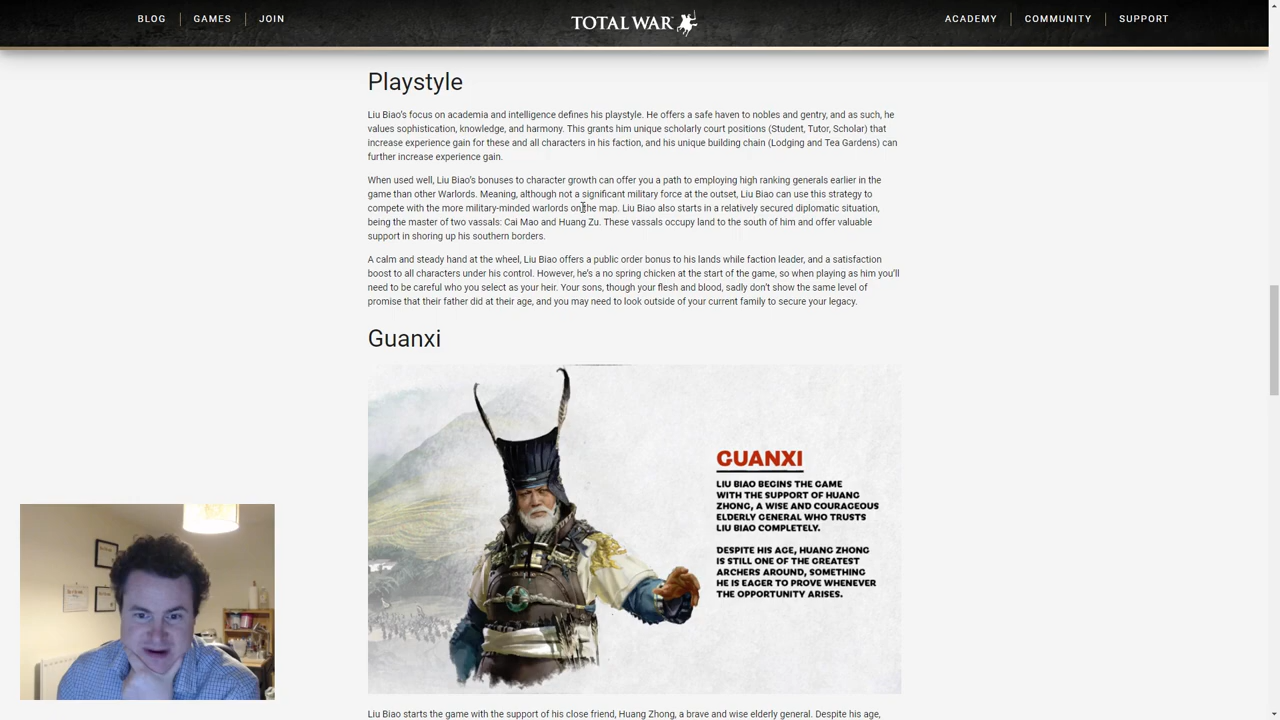 BLOG GAMES JOIN TOTAL WAR ACADEMY COMMUNITY SUPPORT
Playstyle
Liu Biao's focus on academia and intelligence defines his playstyle. He offers a safe haven to nobles and gentry, and as such, he
values sophistication, knowledge, and harmony. This grants him unique scholarly court positions (Student, Tutor, Scholar) that
increase experience gain for these and all characters in his faction, and his unique building chain (Lodging and Tea Gardens) can
further increase experience gain.
When used well, Liu Biao's bonuses to character growth can offer you a path to employing high ranking generals earlier in the
game than other Warlords. Meaning, although not a significant military force at the outset, Liu Biao can use this strategy to
compete with the more military-minded warlords on the map. Liu Biao also starts in a relatively secured diplomatic situation,
being the master of two vassals: Cai Mao and Huang Zu. These vassals occupy land to the south of him and offer valuable
support in shoring up his southern borders.
A calm and steady hand at the wheel, Liu Biao offers a public order bonus to his lands while faction leader, and a satisfaction
boost to all characters under his control. However, he's a no spring chicken at the start of the game, so when playing as him you'll
need to be careful who you select as your heir. Your sons, though your flesh and blood, sadly don't show the same level of
promise that their father did at their age, and you may need to look outside of your current family to secure your legacy.
Guanxi
GUANXI
LIU BIAO BEGINS THE GAME
WITH THE SUPPORT OF HUANG
ZHONG, A WISE AND COURAGEOUS
ELDERLY GENERAL WHO TRUSTS
LIU BIAO COMPLETELY.
DESPITE HIS AGE, HUANG ZHONG
IS STILL ONE OF THE GREATEST
ARCHERS AROUND, SOMETHING
HE IS EAGER TO PROVE WHENEVER
THE OPPORTUNITY ARISES.
Liu Biao starts the game with the support of his close friend, Huang Zhong, a brave and wise elderly general. Despite his age,